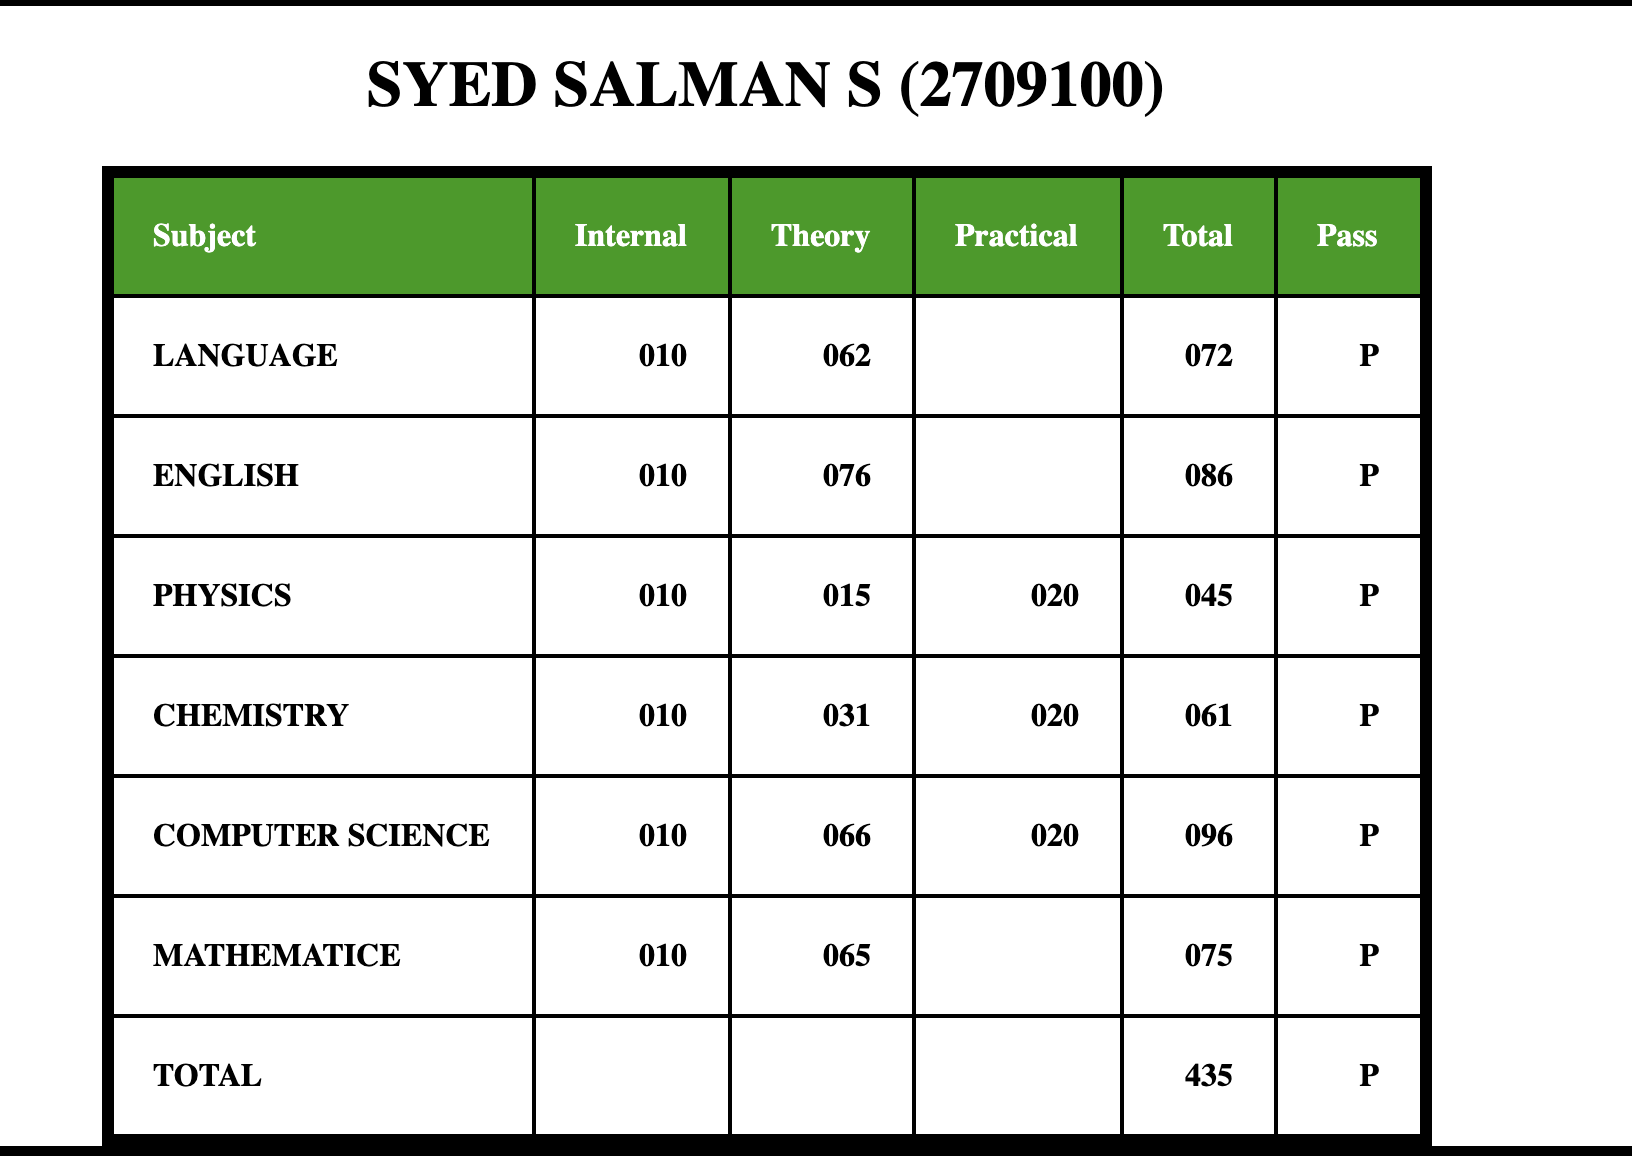 SYED SALMAN S (2709100)
Subject Internal Theory Practical Total Pass
LANGUAGE 010 062 072 P
ENGLISH 010 076 086 P
PHYSICS 010 015 020 045 P
CHEMISTRY 010 031 020 061 P
COMPUTER SCIENCE 010 066 020 096 P
MATHEMATICE 010 065 075 P
TOTAL 435 P